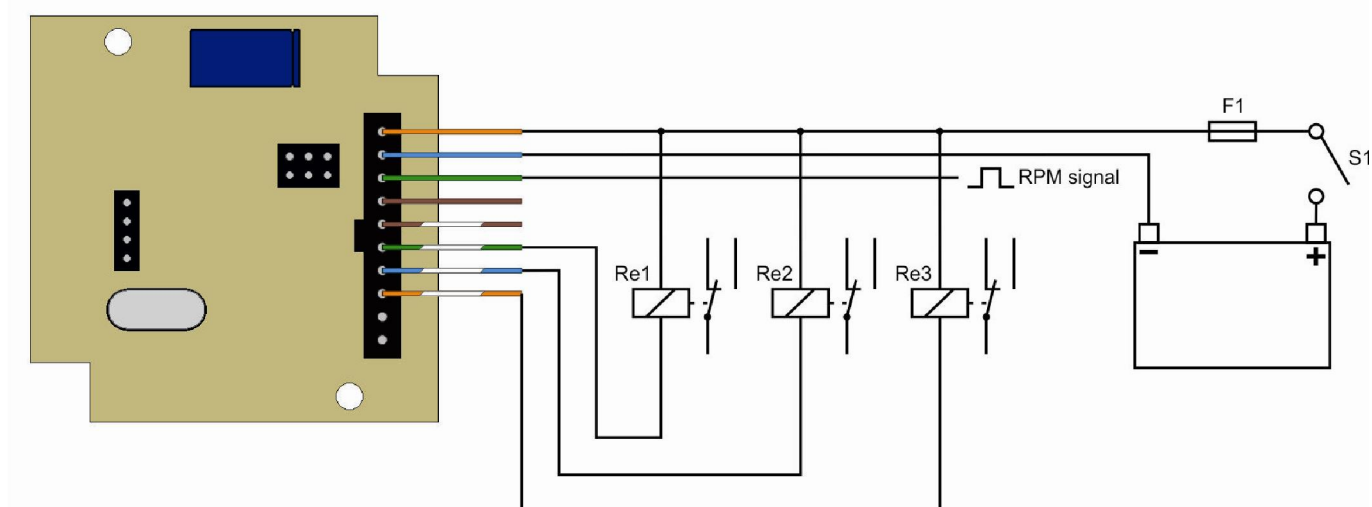 F1
S1
RPM signal
Re1
Re2
Re3
-
+